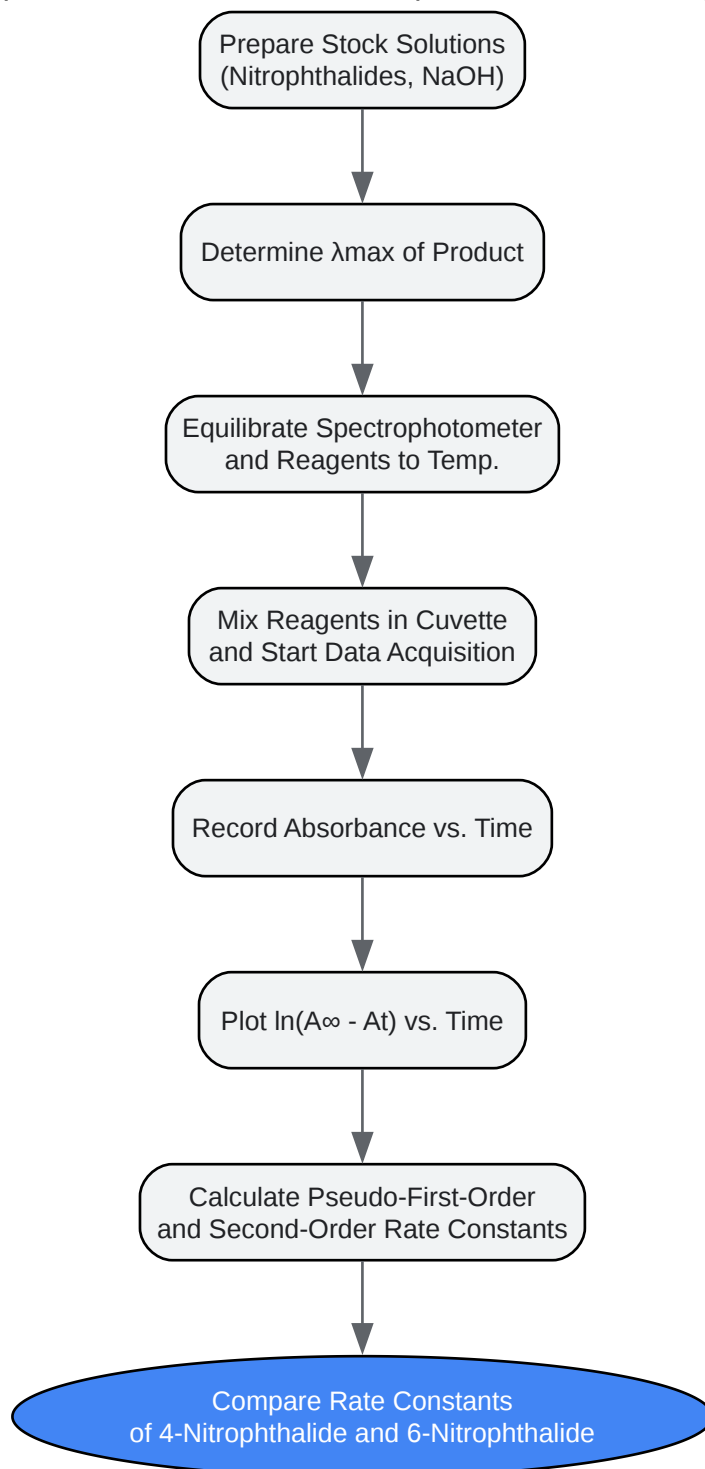 Prepare Stock Solutions
(Nitrophthalides, NaOH)
Determine λmax of Product
Equilibrate Spectrophotometer
and Reagents to Temp.
Mix Reagents in Cuvette
and Start Data Acquisition
Record Absorbance vs. Time
Plot ln(A∞ - At) vs. Time
Calculate Pseudo-First-Order
and Second-Order Rate Constants
Compare Rate Constants
of 4-Nitrophthalide and 6-Nitrophthalide